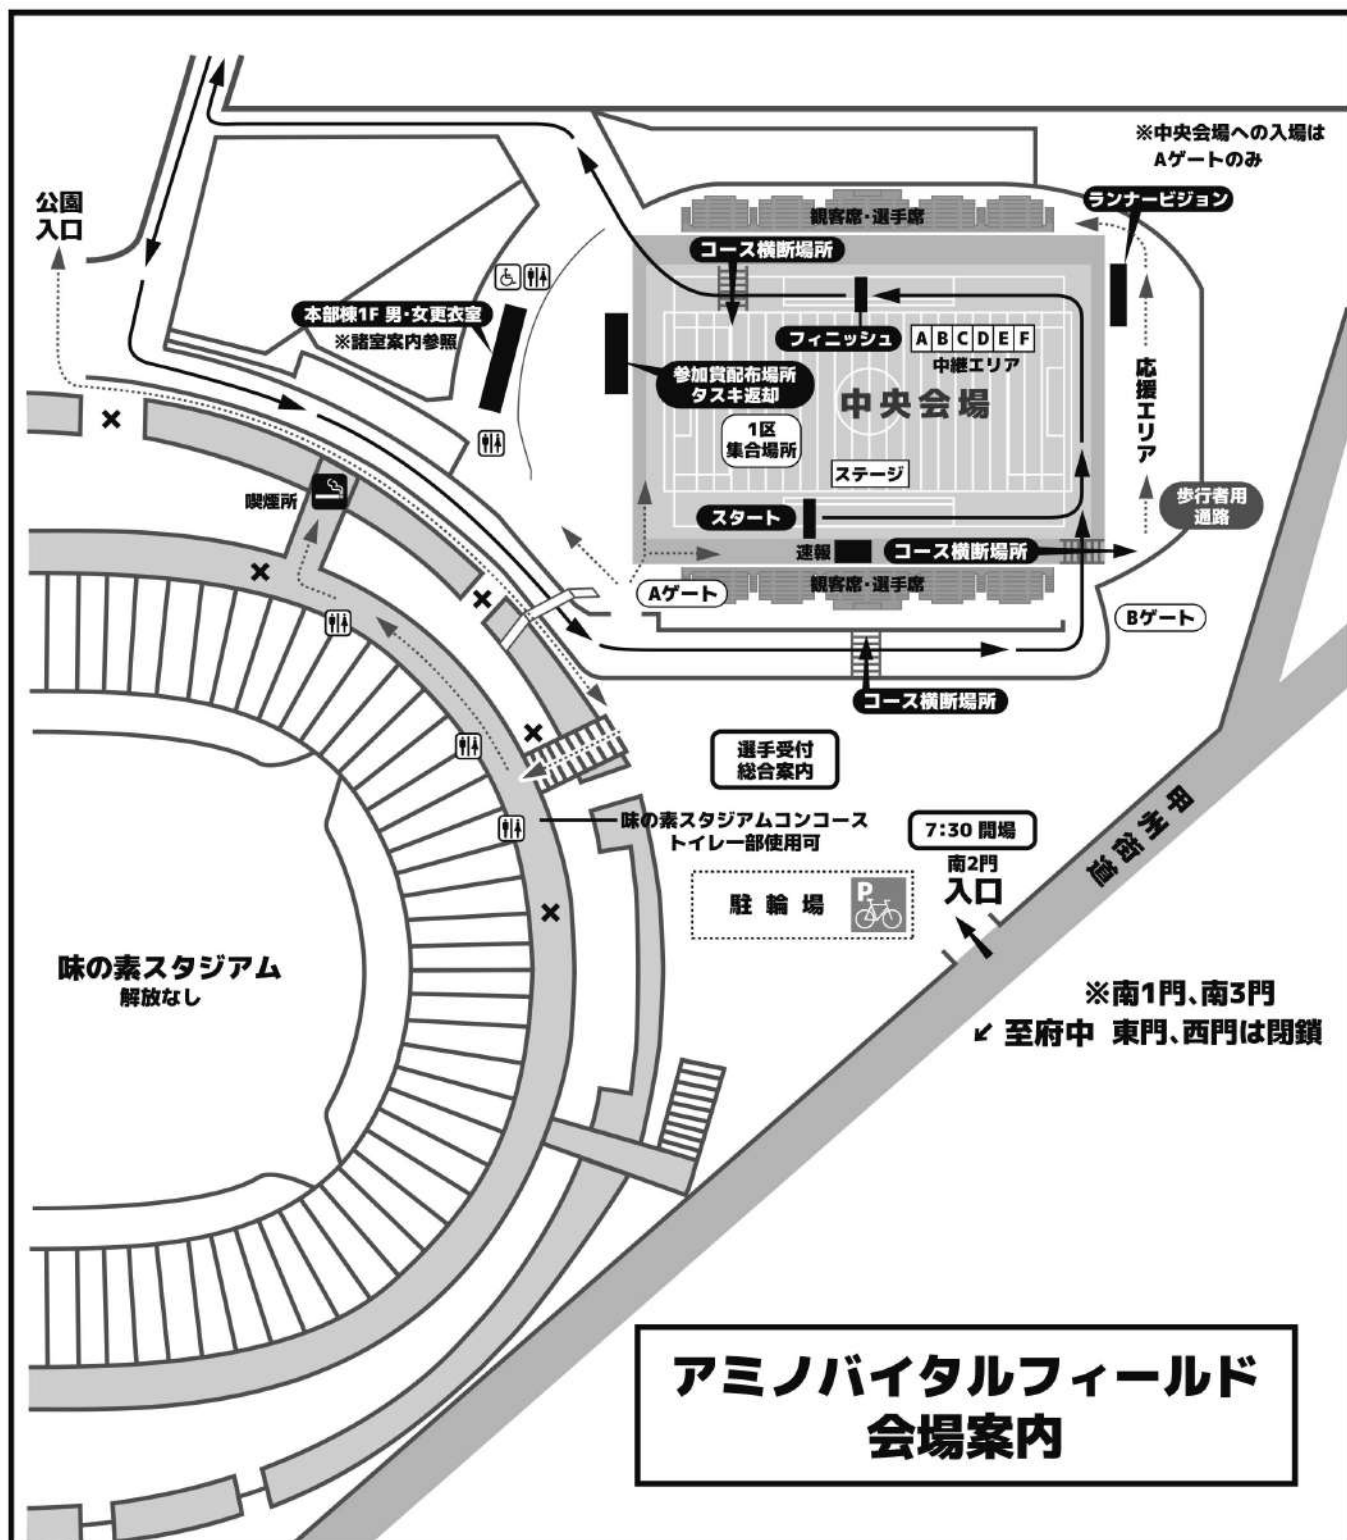 ※中央会場への入場は
Aゲートのみ
公園
入口
ランナービジョン
観客席・選手席
コース横断場所
本部棟1F 男・女更衣室
※諸室案内参照
フィニッシュ
A B C D E F
中継エリア
参加賞配布場所
タスキ返却
中央会場
応援エリア
1区
集合場所
ステージ
喫煙所
歩行者用
通路
スタート
速報
コース横断場所
Aゲート
観客席・選手席
Bゲート
コース横断場所
選手受付
総合案内
甲州街道
味の素スタジアムコンコース
トイレ一部使用可
7:30 開場
南2門
入口
駐輪場
P
味の素スタジアム
解放なし
※南1門、南3門
至府中 東門、西門は閉鎖
アミノバイタルフィールド
会場案内